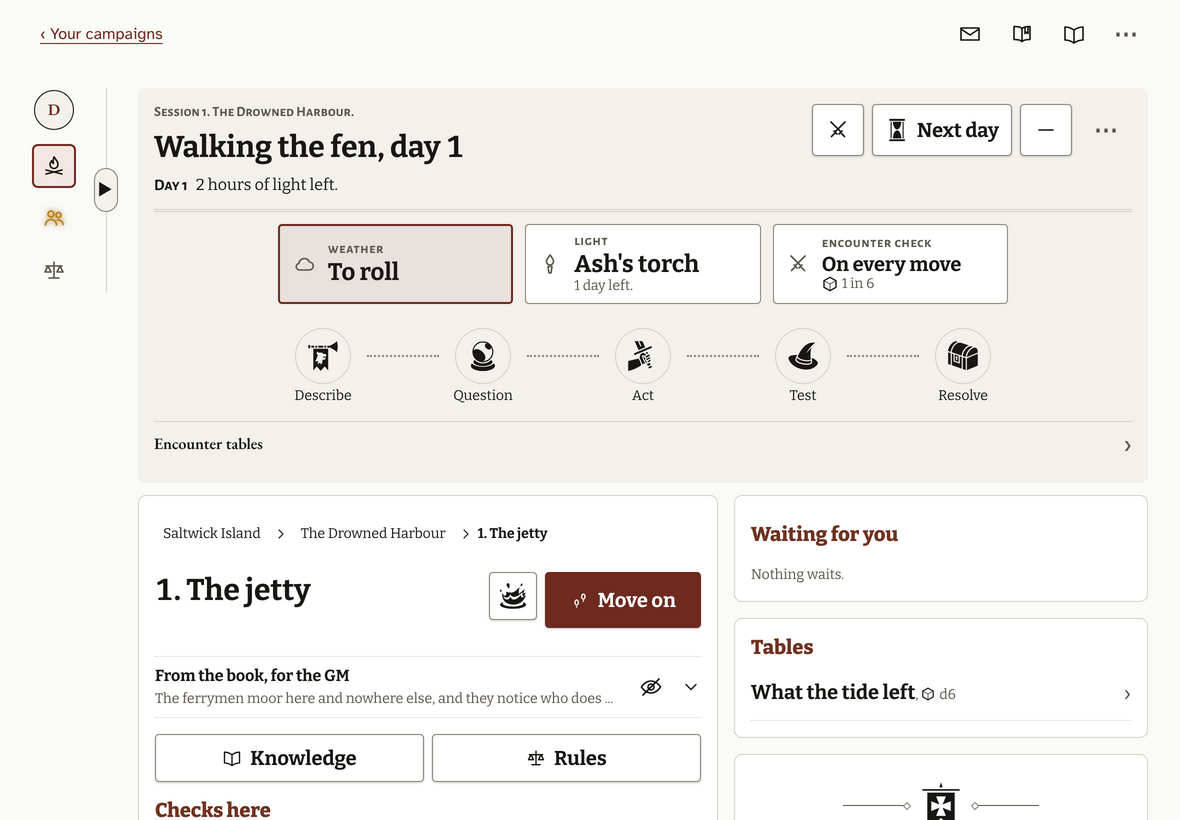 ‹ Your campaigns
D
SESSION 1. THE DROWNED HARBOUR.
Walking the fen, day 1
DAY 1 2 hours of light left.
Next day
WEATHER
To roll
LIGHT
Ash's torch
1 day left.
ENCOUNTER CHECK
On every move
1 in 6
Describe
Question
Act
Test
Resolve
Encounter tables
Saltwick Island > The Drowned Harbour > 1. The jetty
1. The jetty
Move on
From the book, for the GM
The ferrymen moor here and nowhere else, and they notice who does ...
Knowledge
Rules
Checks here
Waiting for you
Nothing waits.
Tables
What the tide left, d6